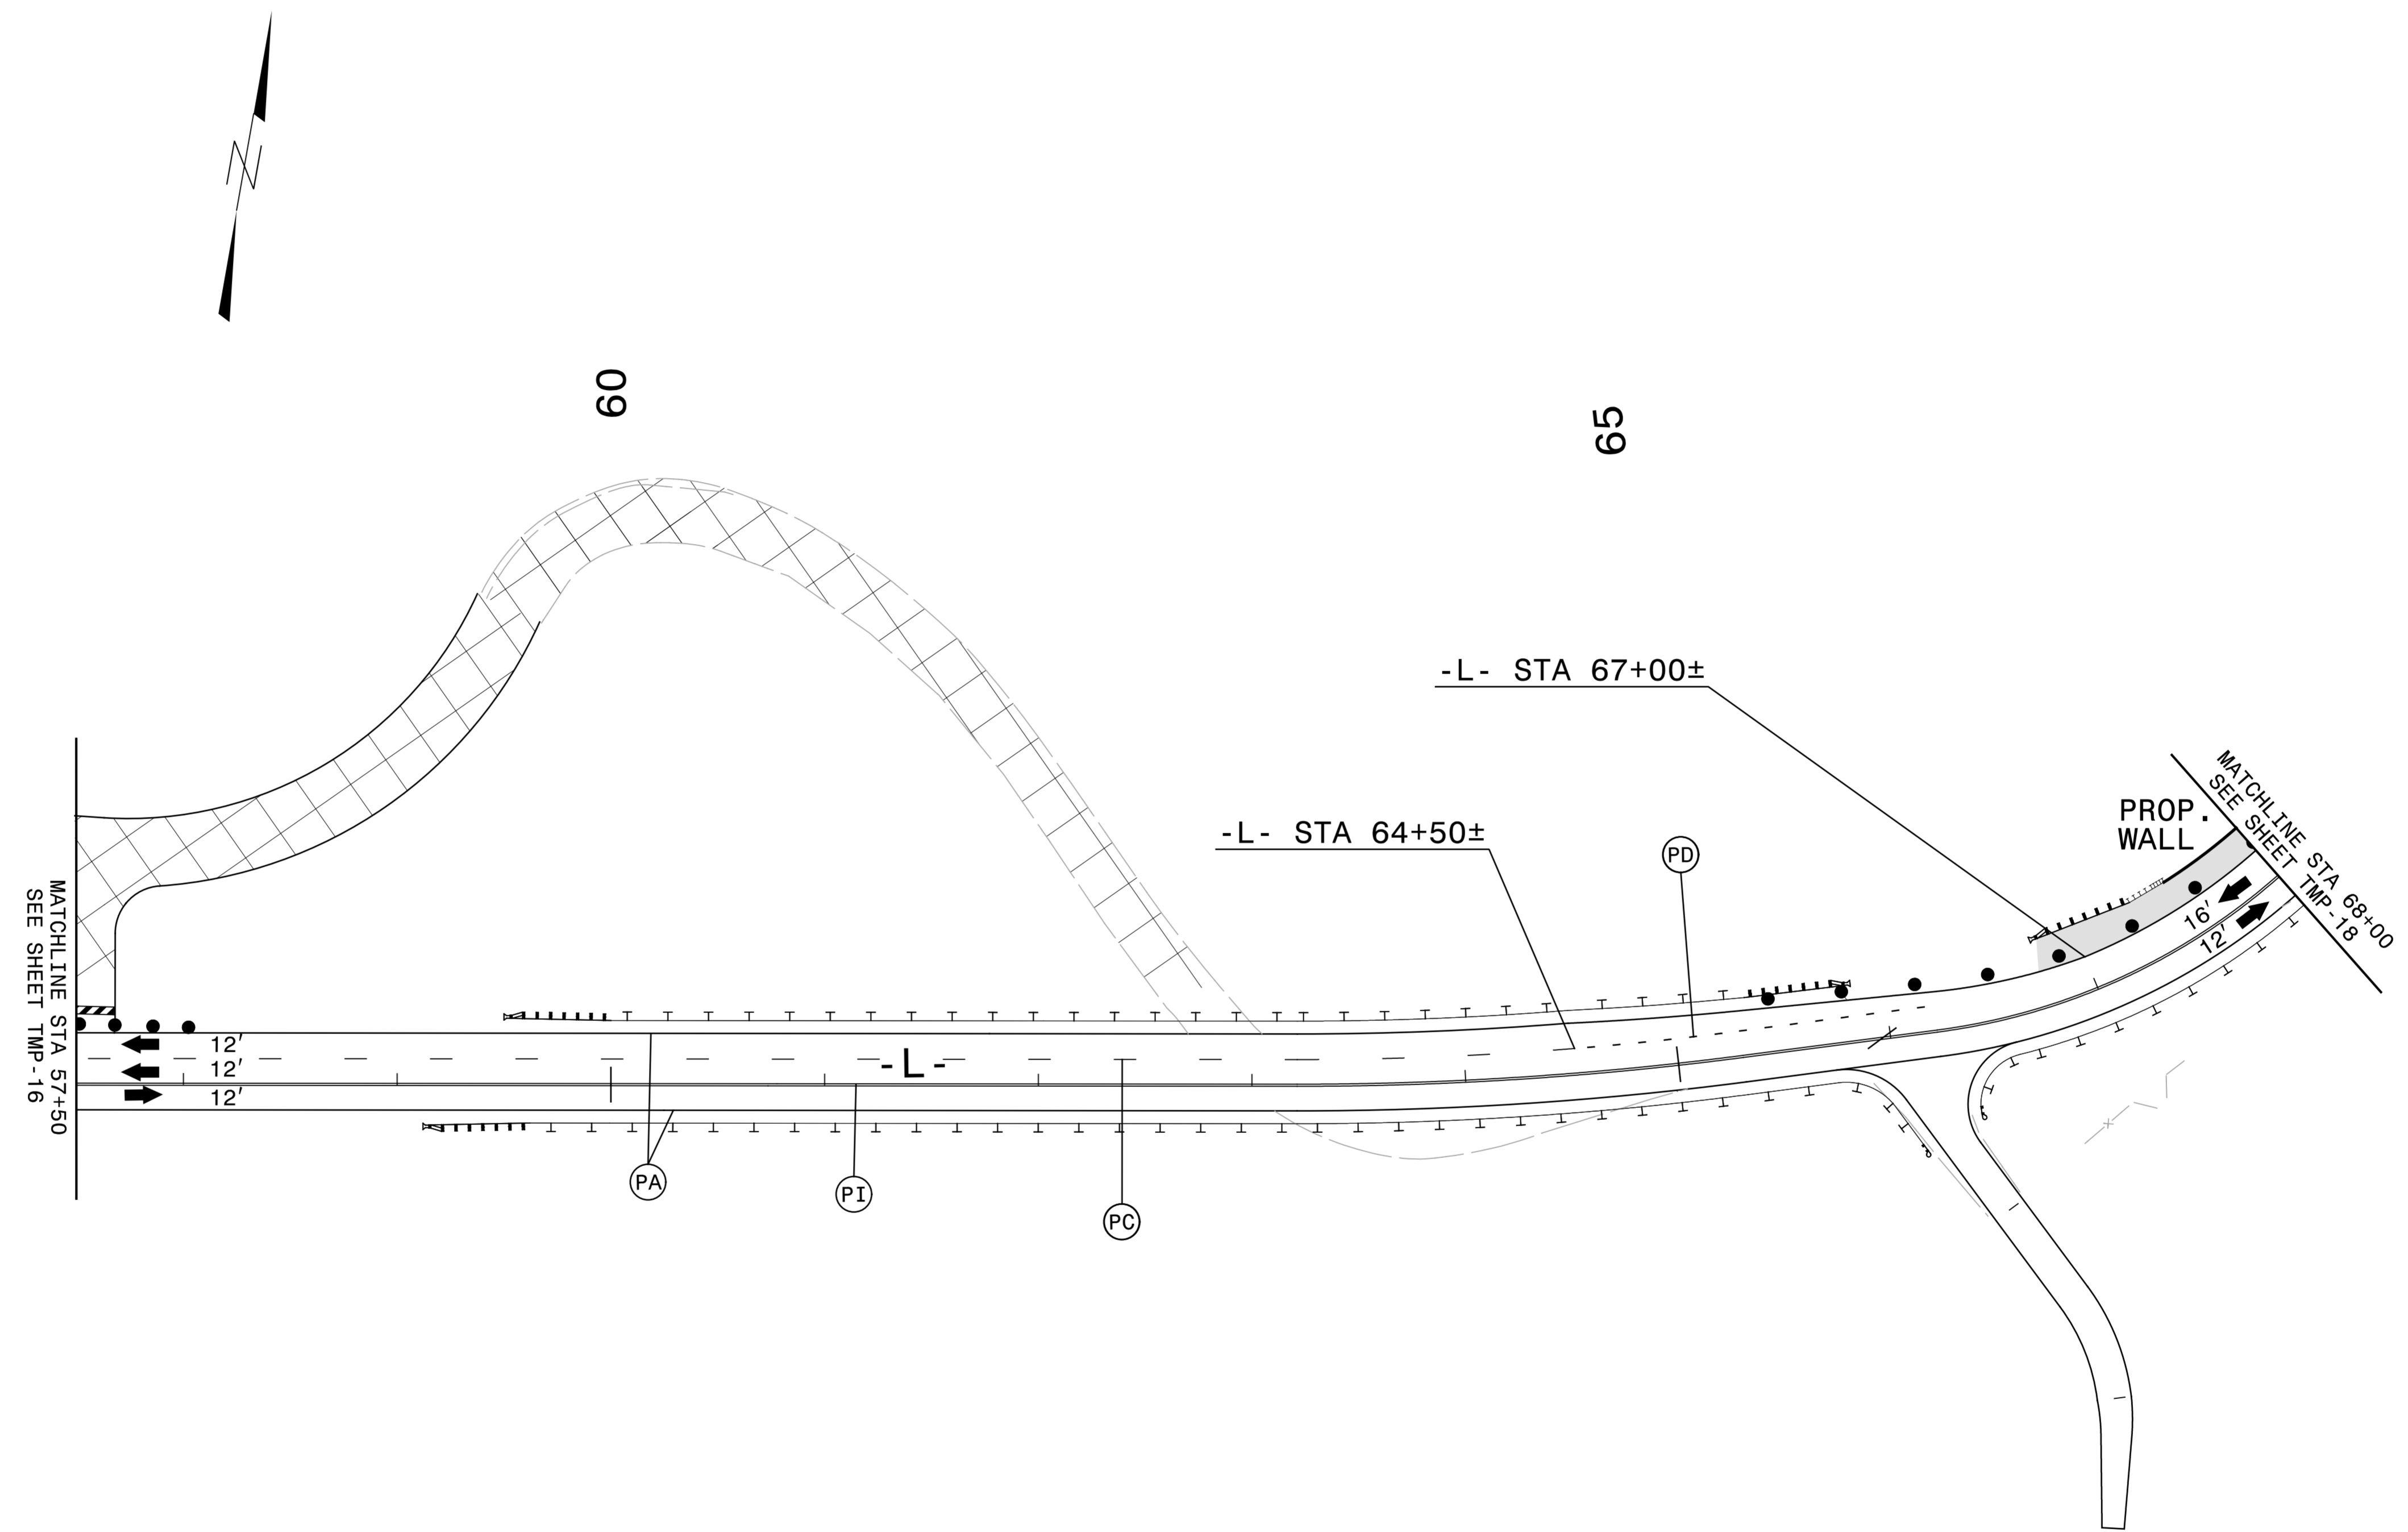 N
60
65
-L- STA 67+00±
-L- STA 64+50±
PD
PROP.
WALL
MATCHLINE STA 68+00
SEE SHEET TMP-18
16'
12'
MATCHLINE STA 57+50
SEE SHEET TMP-16
12'
12'
12'
-L-
PA
PI
PC